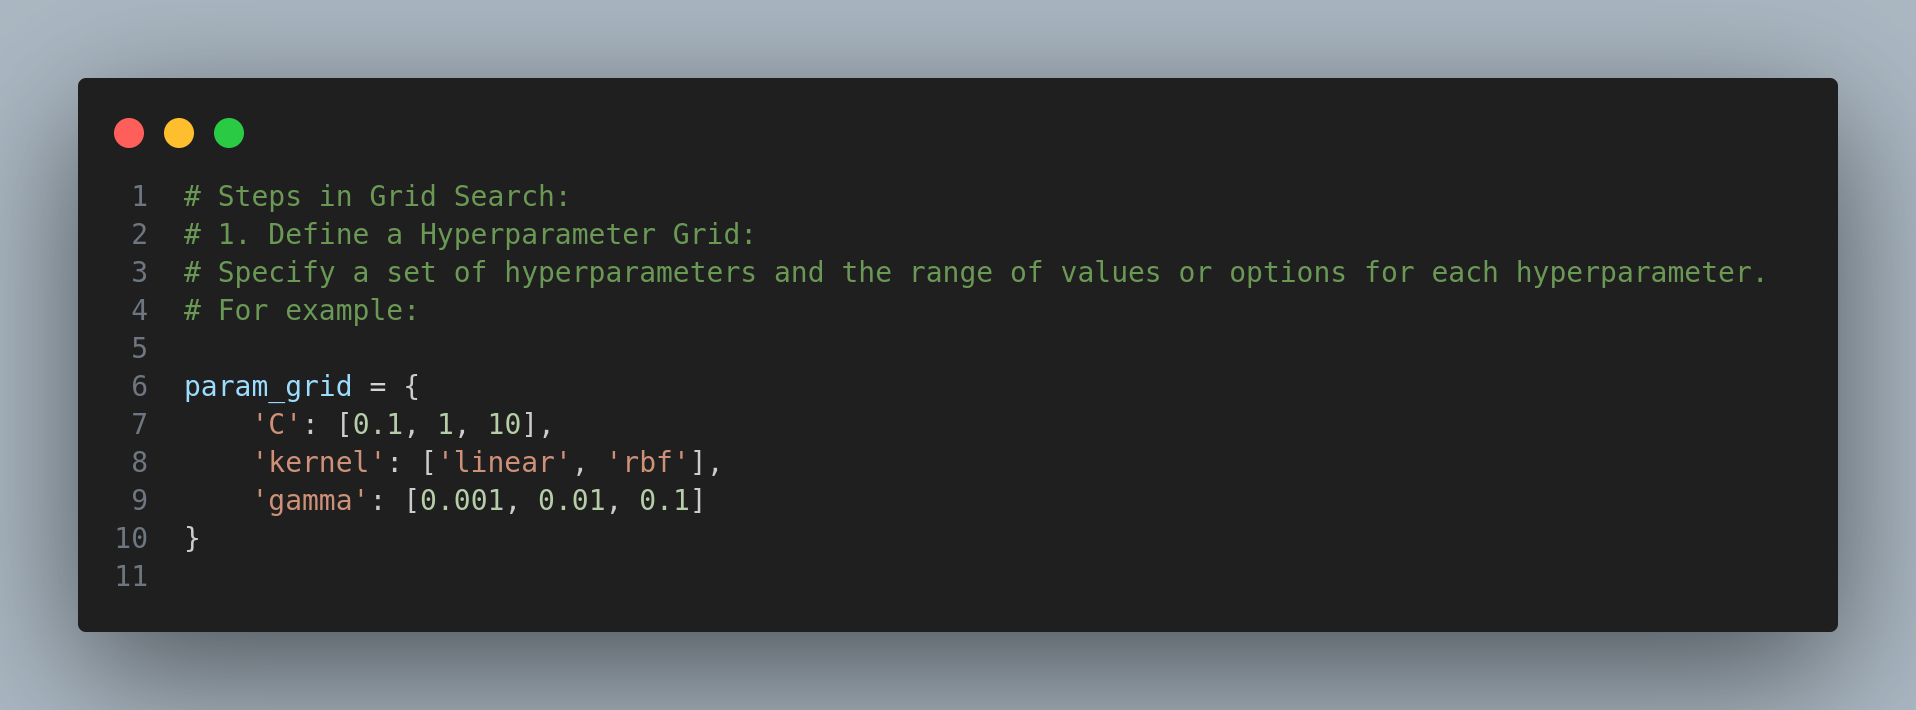 1 # Steps in Grid Search:
2 # 1. Define a Hyperparameter Grid:
3 # Specify a set of hyperparameters and the range of values or options for each hyperparameter.
4 # For example:
5
6 param_grid = {
7     'C': [0.1, 1, 10],
8     'kernel': ['linear', 'rbf'],
9     'gamma': [0.001, 0.01, 0.1]
10 }
11